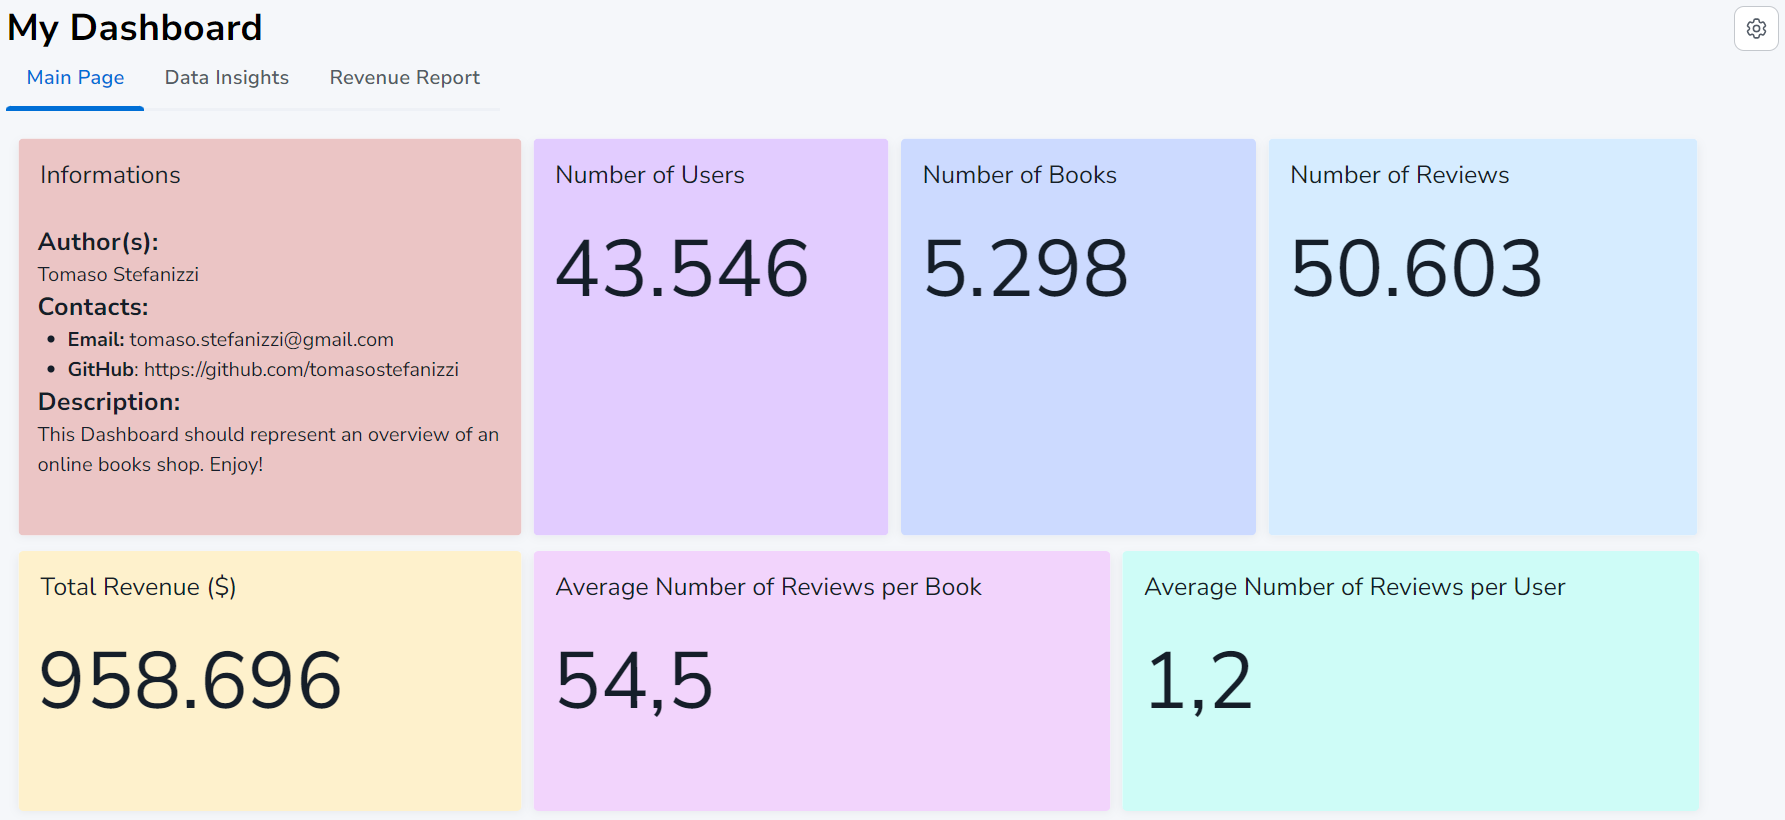 My Dashboard
Main Page
Data Insights
Revenue Report
Informations
Author(s):
Tomaso Stefanizzi
Contacts:
Email: tomaso.stefanizzi@gmail.com
GitHub: https://github.com/tomasostefanizzi
Description:
This Dashboard should represent an overview of an
online books shop. Enjoy!
Number of Users
43.546
Number of Books
5.298
Number of Reviews
50.603
Total Revenue ($)
958.696
Average Number of Reviews per Book
54,5
Average Number of Reviews per User
1,2